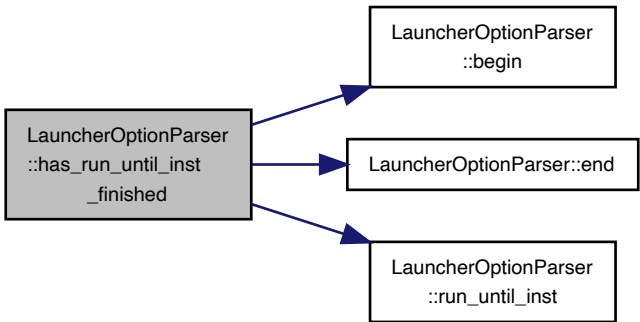 LauncherOptionParser
::has_run_until_inst
_finished
LauncherOptionParser
::begin
LauncherOptionParser::end
LauncherOptionParser
::run_until_inst